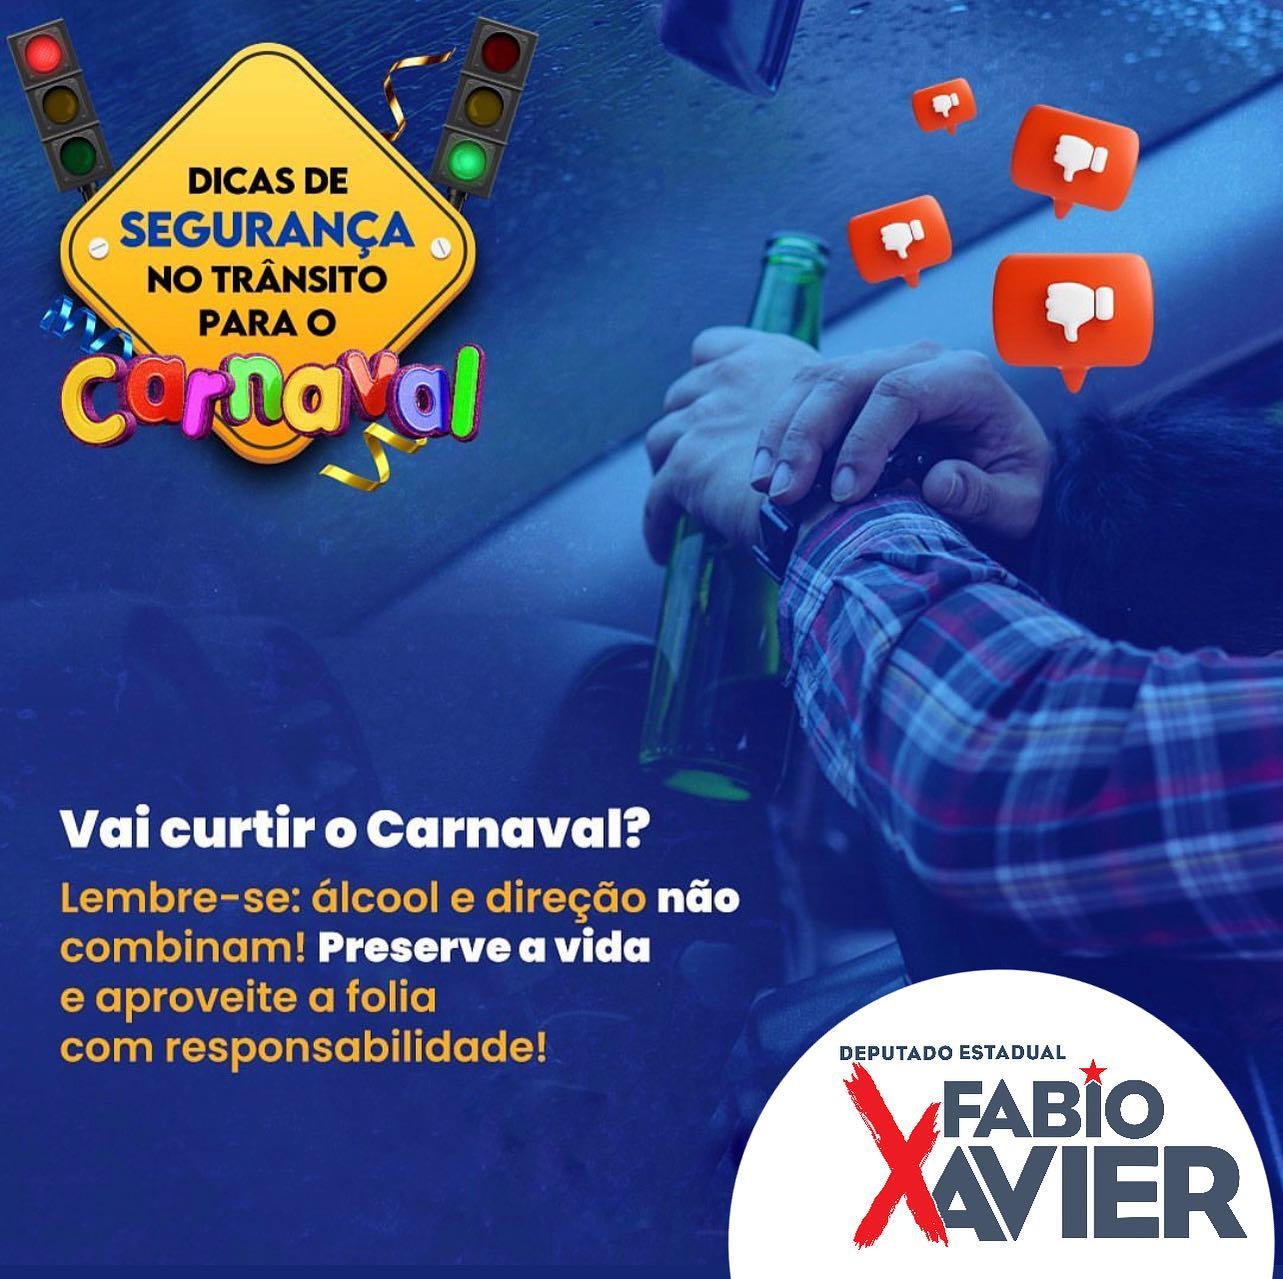 DICAS DE
SEGURANÇA
NO TRÂNSITO
PARA O
Carnaval
Vai curtir o Carnaval?
Lembre-se: álcool e direção não
combinam! Preserve a vida
e aproveite a folia
com responsabilidade!
DEPUTADO ESTADUAL
FABIO
XAVIER